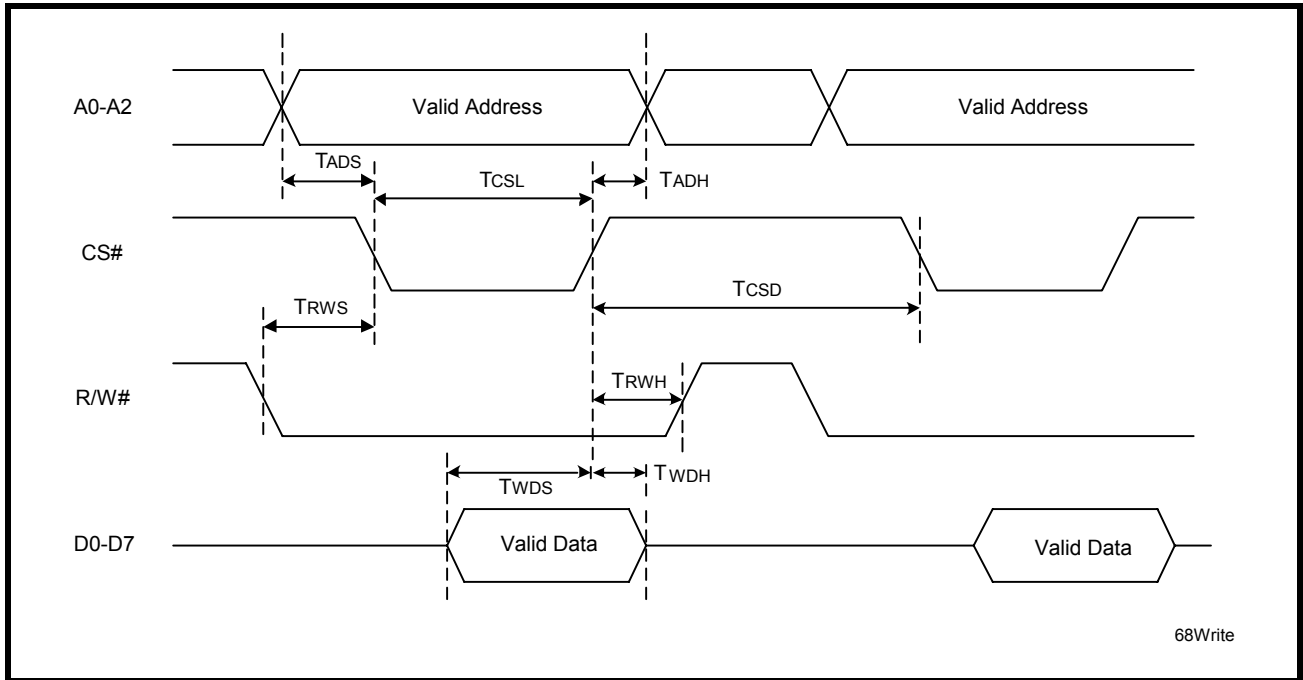 A0-A2
Valid Address
Valid Address
TADS
TCSL
TADH
CS#
TCSD
TRWS
R/W#
TRWH
TWDS
TWDH
D0-D7
Valid Data
Valid Data
68Write